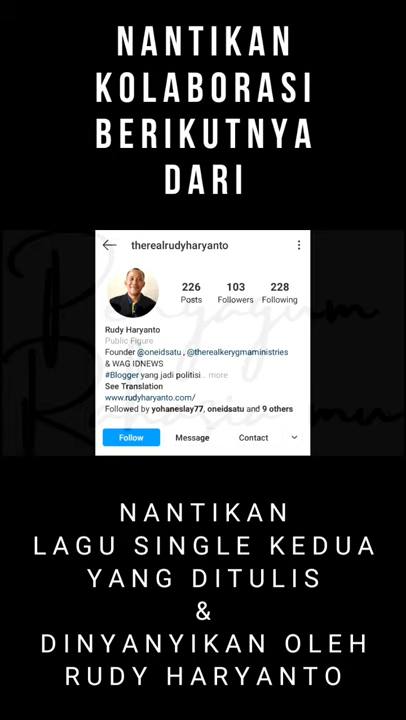 NANTIKAN
KOLABORASI
BERIKUTNYA
DARI
therealrudyharyanto
226 103 228
Posts Followers Following
Rudy Haryanto
Public Figure
Founder @oneidsatu , @therealkerygmaministries
& WAG IDNEWS
#Blogger yang jadi politisi... more
See Translation
www.rudyharyanto.com/
Followed by yohaneslay77, oneidsatu and 9 others
Follow Message Contact
Pengagum
Rahasiamu
NANTIKAN
LAGU SINGLE KEDUA
YANG DITULIS
&
DINYANYIKAN OLEH
RUDY HARYANTO